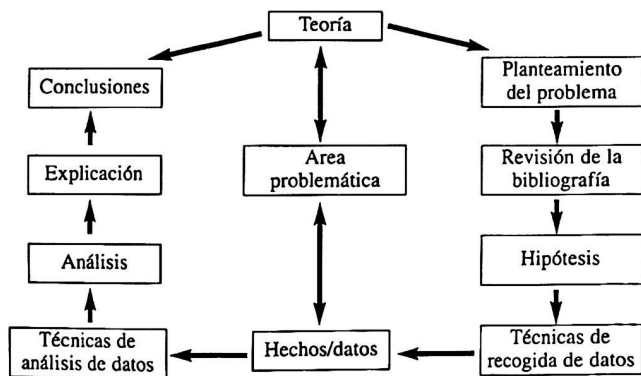 Teoría
Conclusiones
Planteamiento
del problema
Explicación
Area
problemática
Revisión de la
bibliografía
Análisis
Hipótesis
Técnicas de
análisis de datos
Hechos/datos
Técnicas de
recogida de datos